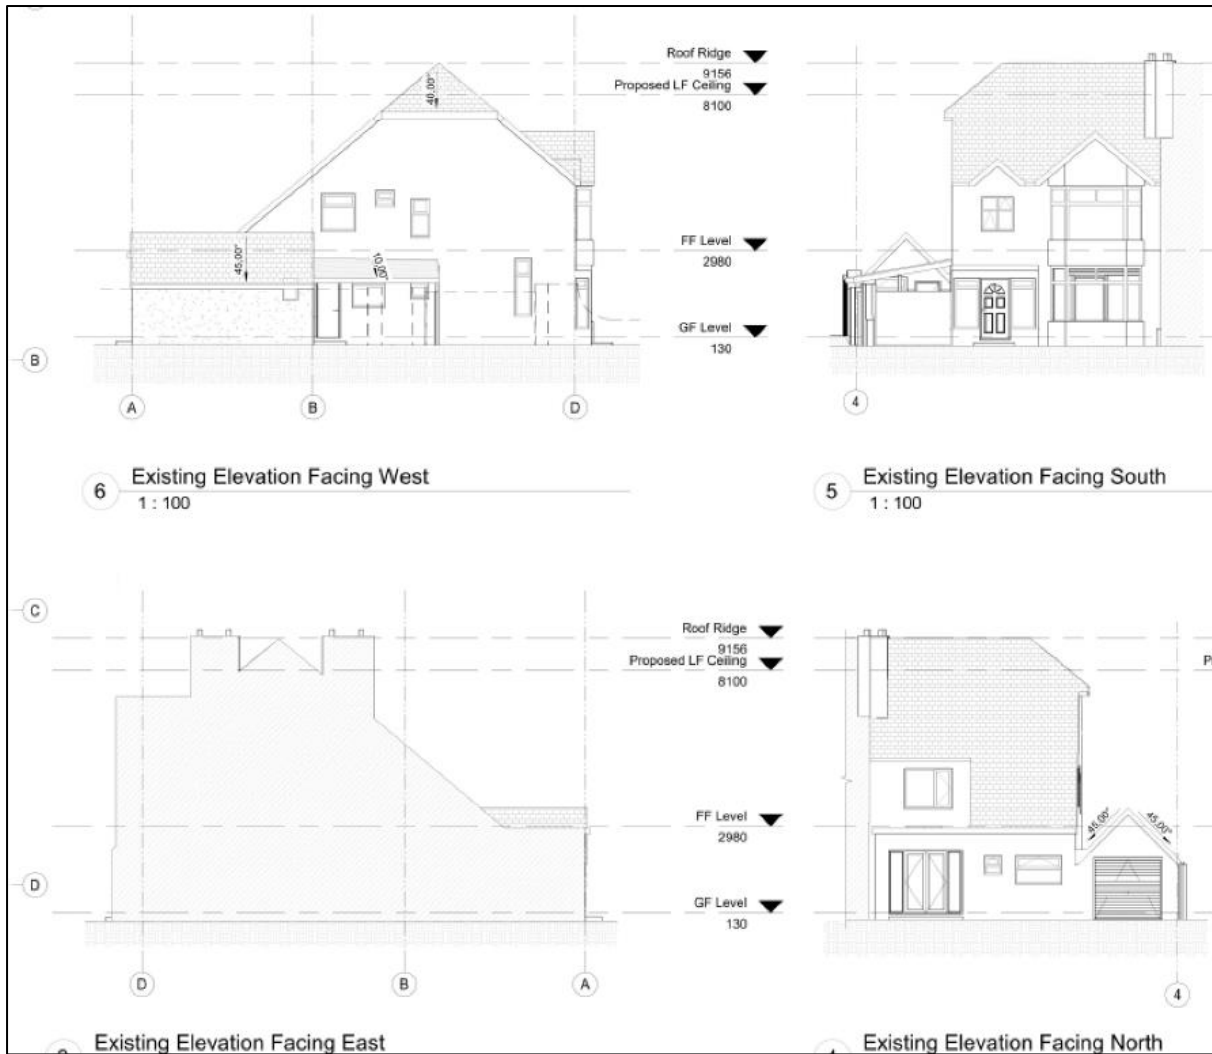 Roof Ridge
9156
Proposed LF Ceiling
8100
40.00°
FF Level
2980
45.00°
10.00°
GF Level
130
B
A
B
D
4
6
Existing Elevation Facing West
1 : 100
5
Existing Elevation Facing South
1 : 100
C
Roof Ridge
9156
Proposed LF Ceiling
8100
FF Level
2980
45.00°
45.00°
D
GF Level
130
D
B
A
4
Existing Elevation Facing East
Existing Elevation Facing North